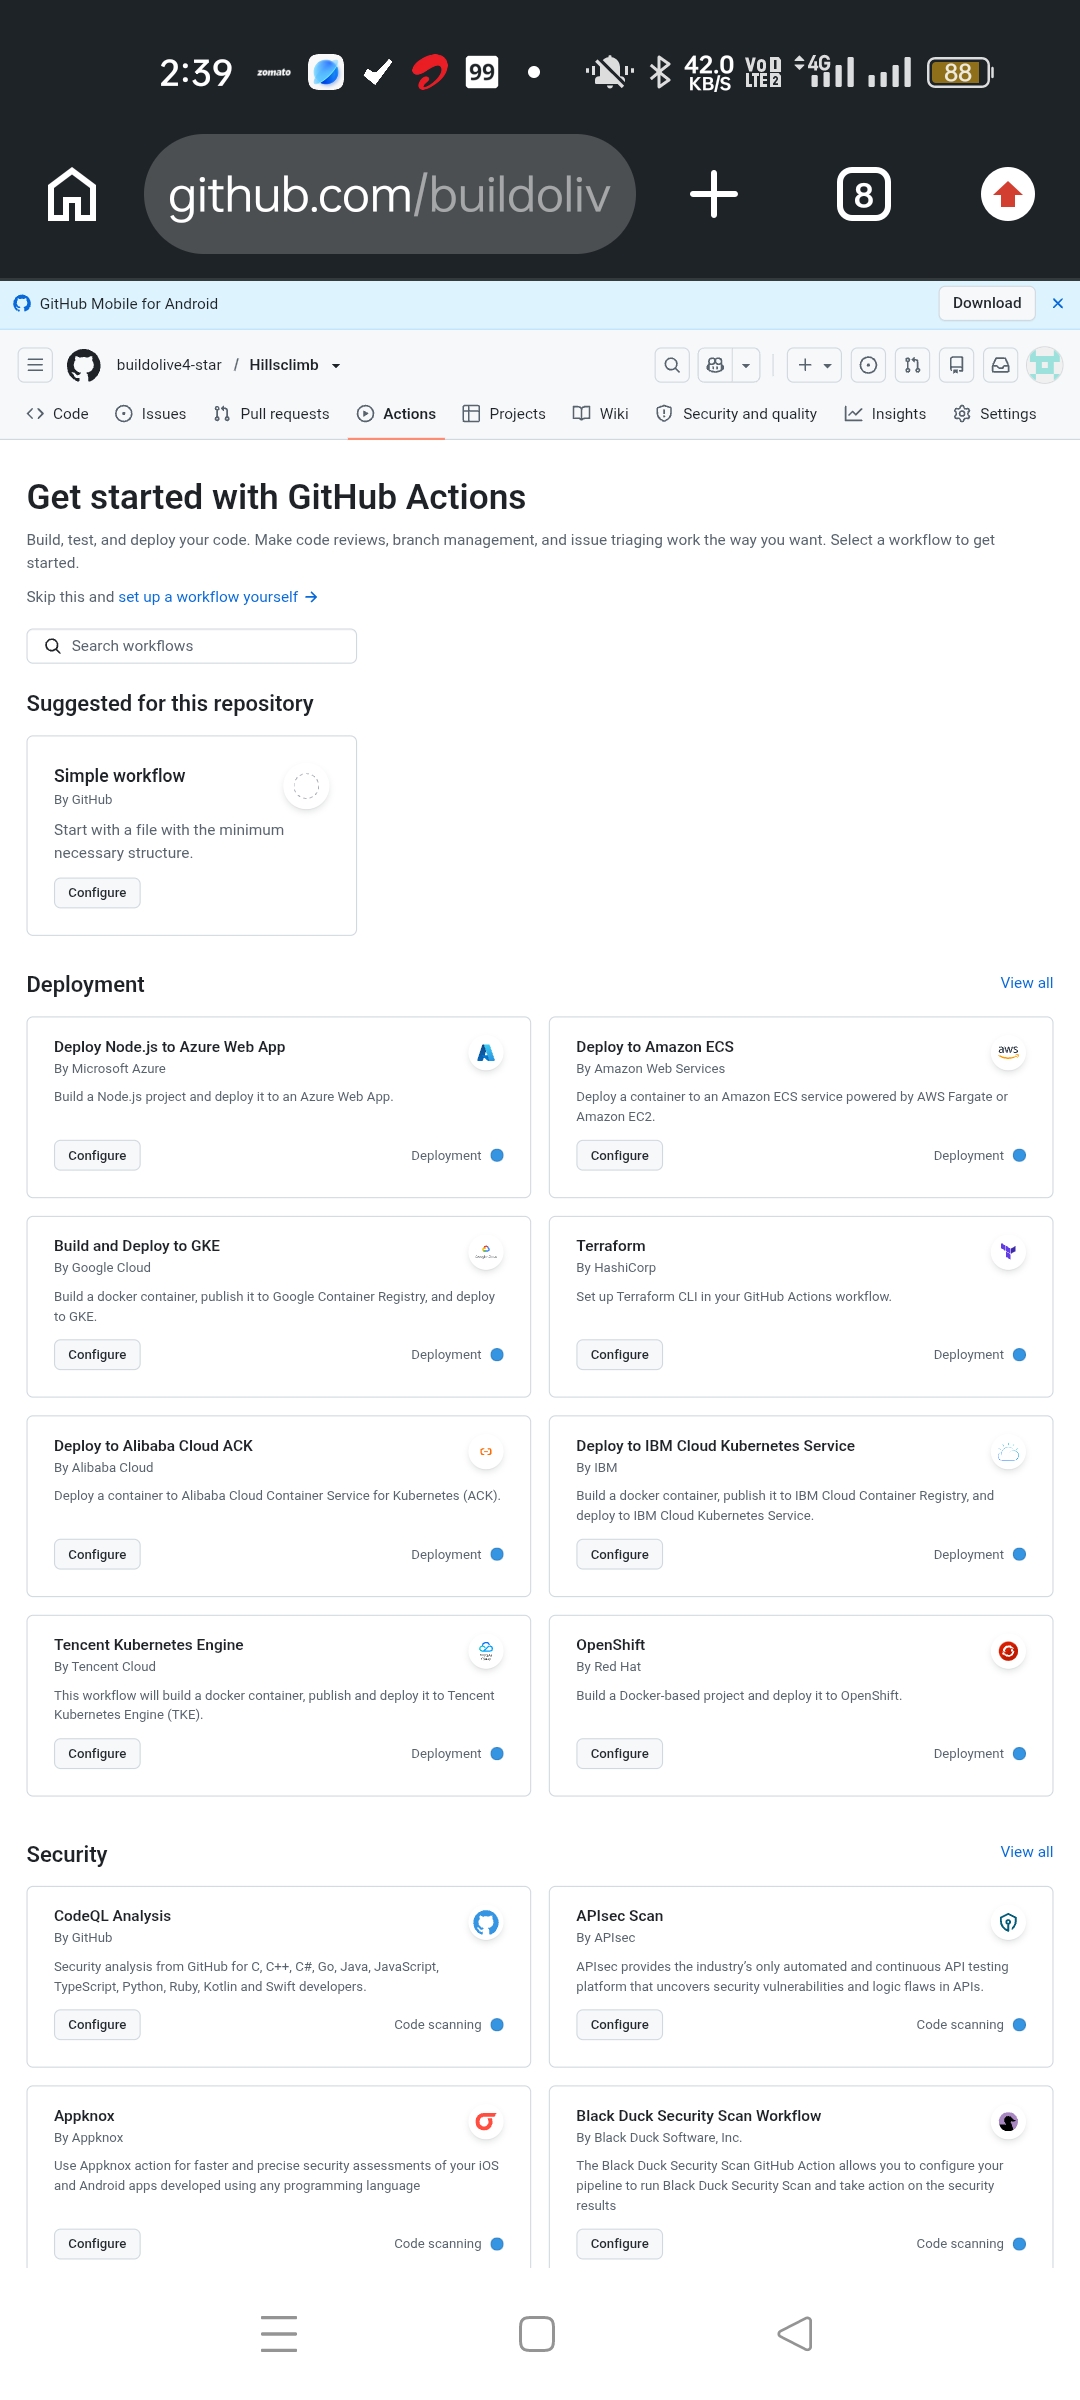 2:39
zomato
99
42.0
KB/S
Vo
LTE 2
4G
88
github.com/buildoliv
8
GitHub Mobile for Android
Download
buildolive4-star / Hillsclimb
Code
Issues
Pull requests
Actions
Projects
Wiki
Security and quality
Insights
Settings
Get started with GitHub Actions
Build, test, and deploy your code. Make code reviews, branch management, and issue triaging work the way you want. Select a workflow to get
started.
Skip this and set up a workflow yourself →
Search workflows
Suggested for this repository
Simple workflow
By GitHub
Start with a file with the minimum
necessary structure.
Configure
Deployment
View all
Deploy Node.js to Azure Web App
By Microsoft Azure
Build a Node.js project and deploy it to an Azure Web App.
Configure
Deployment
Deploy to Amazon ECS
aws
By Amazon Web Services
Deploy a container to an Amazon ECS service powered by AWS Fargate or
Amazon EC2.
Configure
Deployment
Build and Deploy to GKE
By Google Cloud
Build a docker container, publish it to Google Container Registry, and deploy
to GKE.
Configure
Deployment
Terraform
By HashiCorp
Set up Terraform CLI in your GitHub Actions workflow.
Configure
Deployment
Deploy to Alibaba Cloud ACK
By Alibaba Cloud
Deploy a container to Alibaba Cloud Container Service for Kubernetes (ACK).
Configure
Deployment
Deploy to IBM Cloud Kubernetes Service
By IBM
Build a docker container, publish it to IBM Cloud Container Registry, and
deploy to IBM Cloud Kubernetes Service.
Configure
Deployment
Tencent Kubernetes Engine
By Tencent Cloud
This workflow will build a docker container, publish and deploy it to Tencent
Kubernetes Engine (TKE).
Configure
Deployment
OpenShift
By Red Hat
Build a Docker-based project and deploy it to OpenShift.
Configure
Deployment
Security
View all
CodeQL Analysis
By GitHub
Security analysis from GitHub for C, C++, C#, Go, Java, JavaScript,
TypeScript, Python, Ruby, Kotlin and Swift developers.
Configure
Code scanning
APIsec Scan
By APIsec
APIsec provides the industry’s only automated and continuous API testing
platform that uncovers security vulnerabilities and logic flaws in APIs.
Configure
Code scanning
Appknox
By Appknox
Use Appknox action for faster and precise security assessments of your iOS
and Android apps developed using any programming language
Configure
Code scanning
Black Duck Security Scan Workflow
By Black Duck Software, Inc.
The Black Duck Security Scan GitHub Action allows you to configure your
pipeline to run Black Duck Security Scan and take action on the security
results
Configure
Code scanning